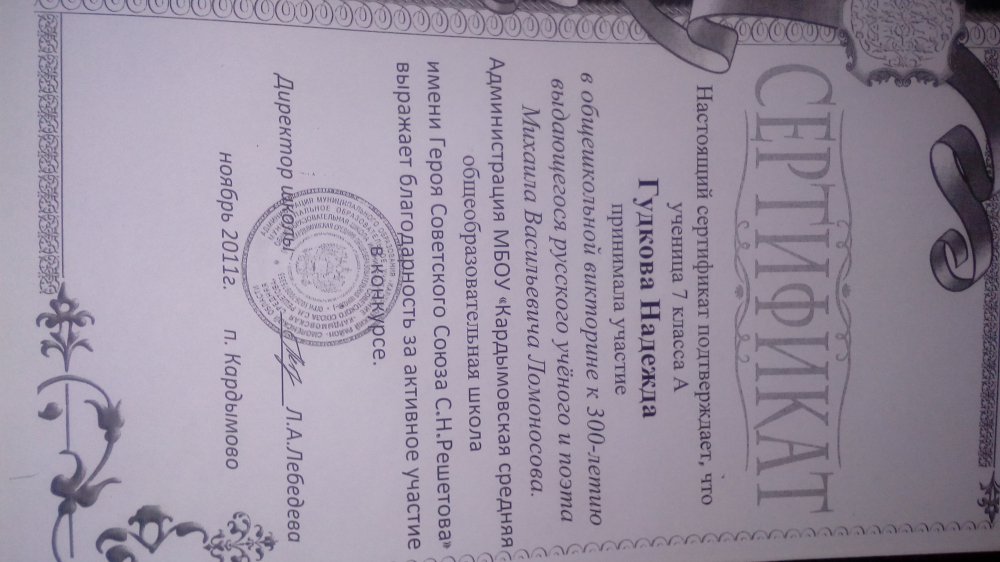 СЕРТИФИКАТ
Настоящий сертификат подтверждает, что
ученица 7 класса А
Гудкова Надежда
принимала участие
в общешкольной викторине к 300-летию
выдающегося русского учёного и поэта
Михаила Васильевича Ломоносова.
Администрация МБОУ «Кардымовская средняя
общеобразовательная школа
имени Героя Советского Союза С.Н.Решетова»
выражает благодарность за активное участие
в конкурсе.
Директор школы Л.А.Лебедева
ноябрь 2011г. п. Кардымово